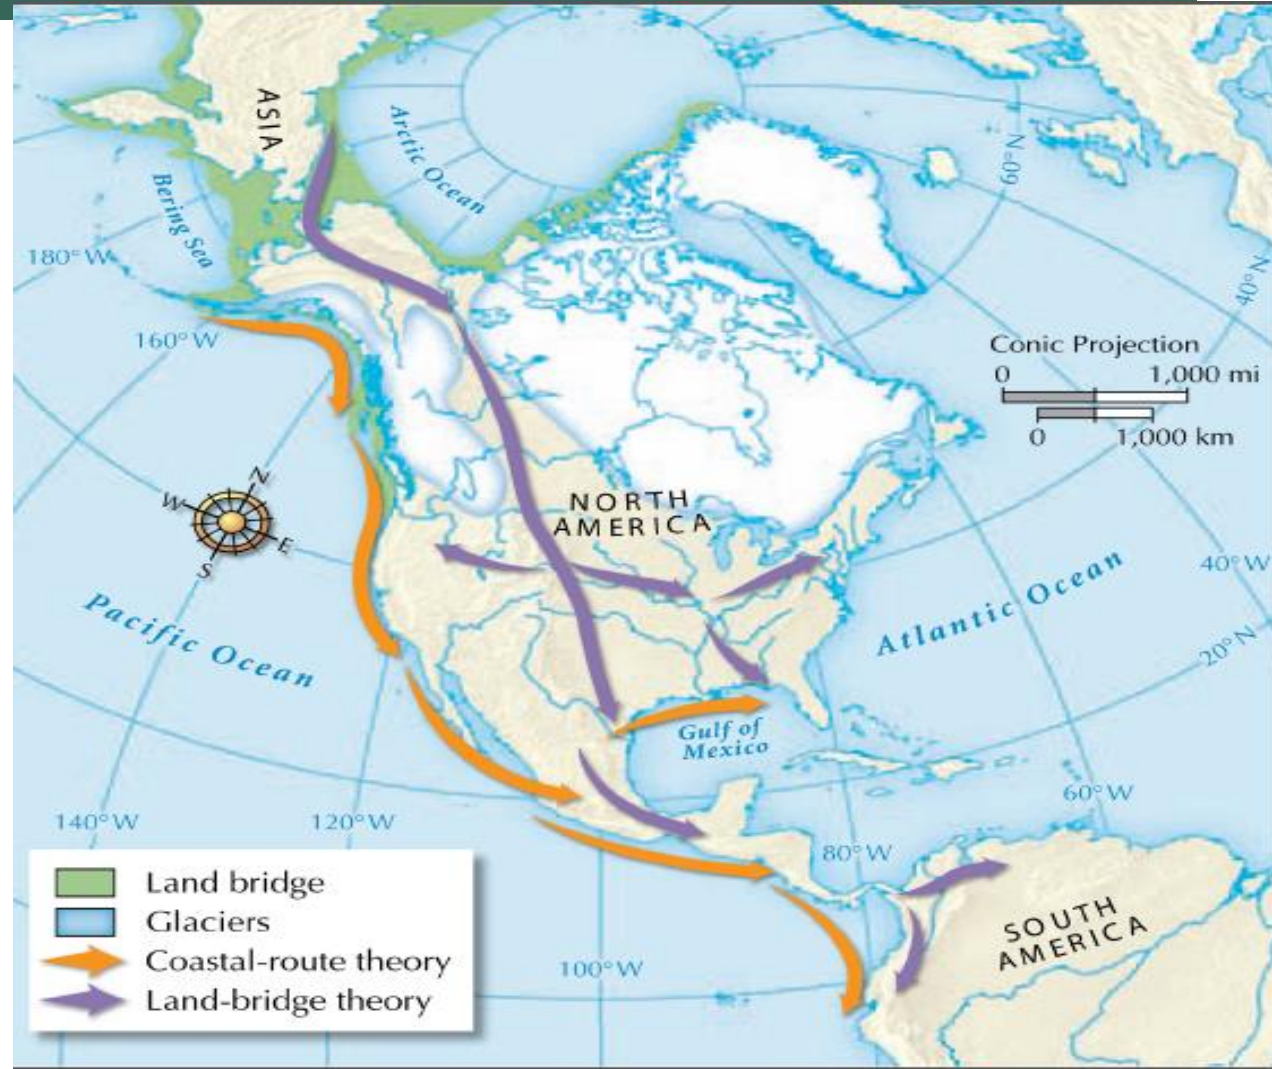 ASIA
Arctic Ocean
Bering Sea
60°N
180°W
40°N
160°W
Conic Projection
0 1,000 mi
0 1,000 km
N
W
E
S
NORTH
AMERICA
40°W
Pacific Ocean
Atlantic Ocean
20°N
Gulf of
Mexico
60°W
140°W
120°W
80°W
Land bridge
Glaciers
Coastal-route theory
Land-bridge theory
SOUTH
AMERICA
100°W